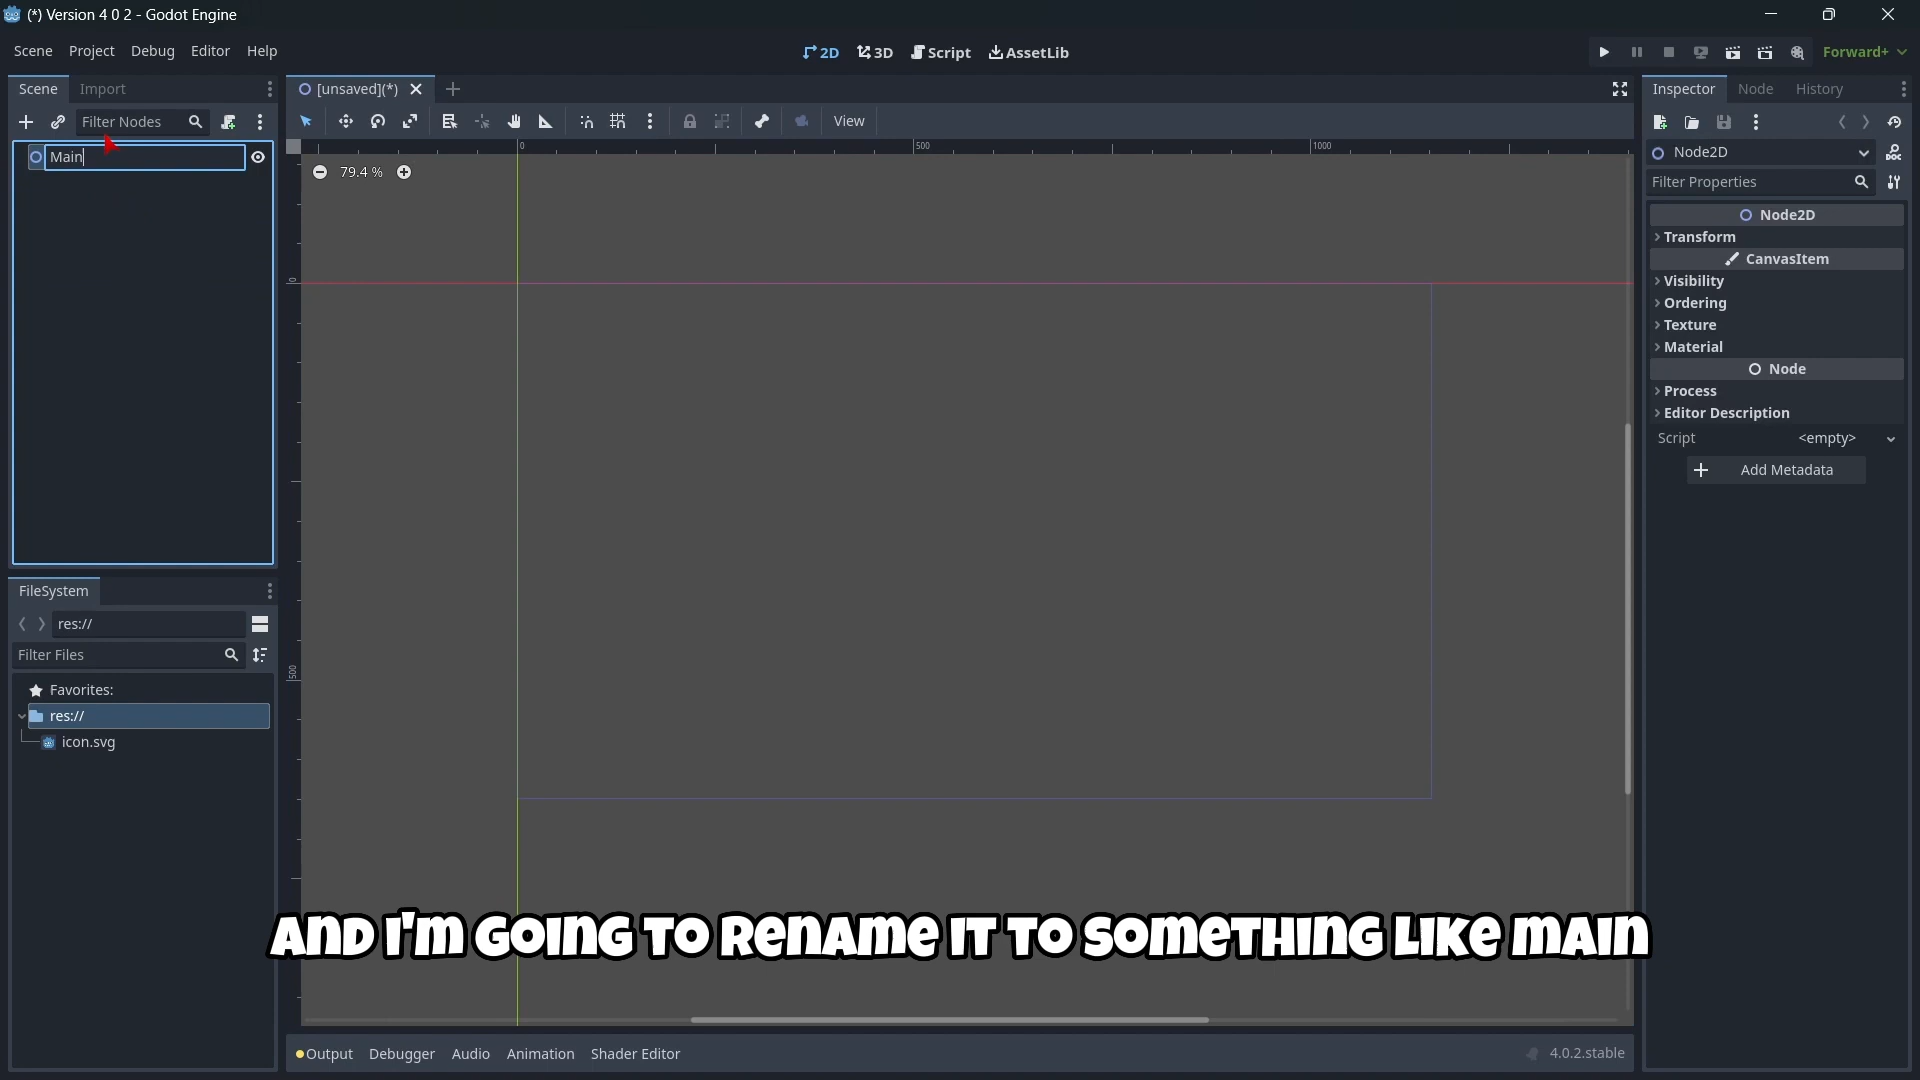 (*) Version 4 0 2 - Godot Engine
Scene Project Debug Editor Help
2D 3D Script AssetLib
Forward+
Scene Import
[unsaved](*)
Inspector Node History
Filter Nodes
View
Main
0 500 1000
79.4 %
Node2D
Filter Properties
Node2D
Transform
CanvasItem
Visibility
0
Ordering
Texture
Material
Node
Process
Editor Description
Script <empty>
Add Metadata
FileSystem
res://
Filter Files
500
Favorites:
res://
icon.svg
AND I'M GOING TO RENAME IT TO SOMETHING LIKE MAIN
Output Debugger Audio Animation Shader Editor
4.0.2.stable